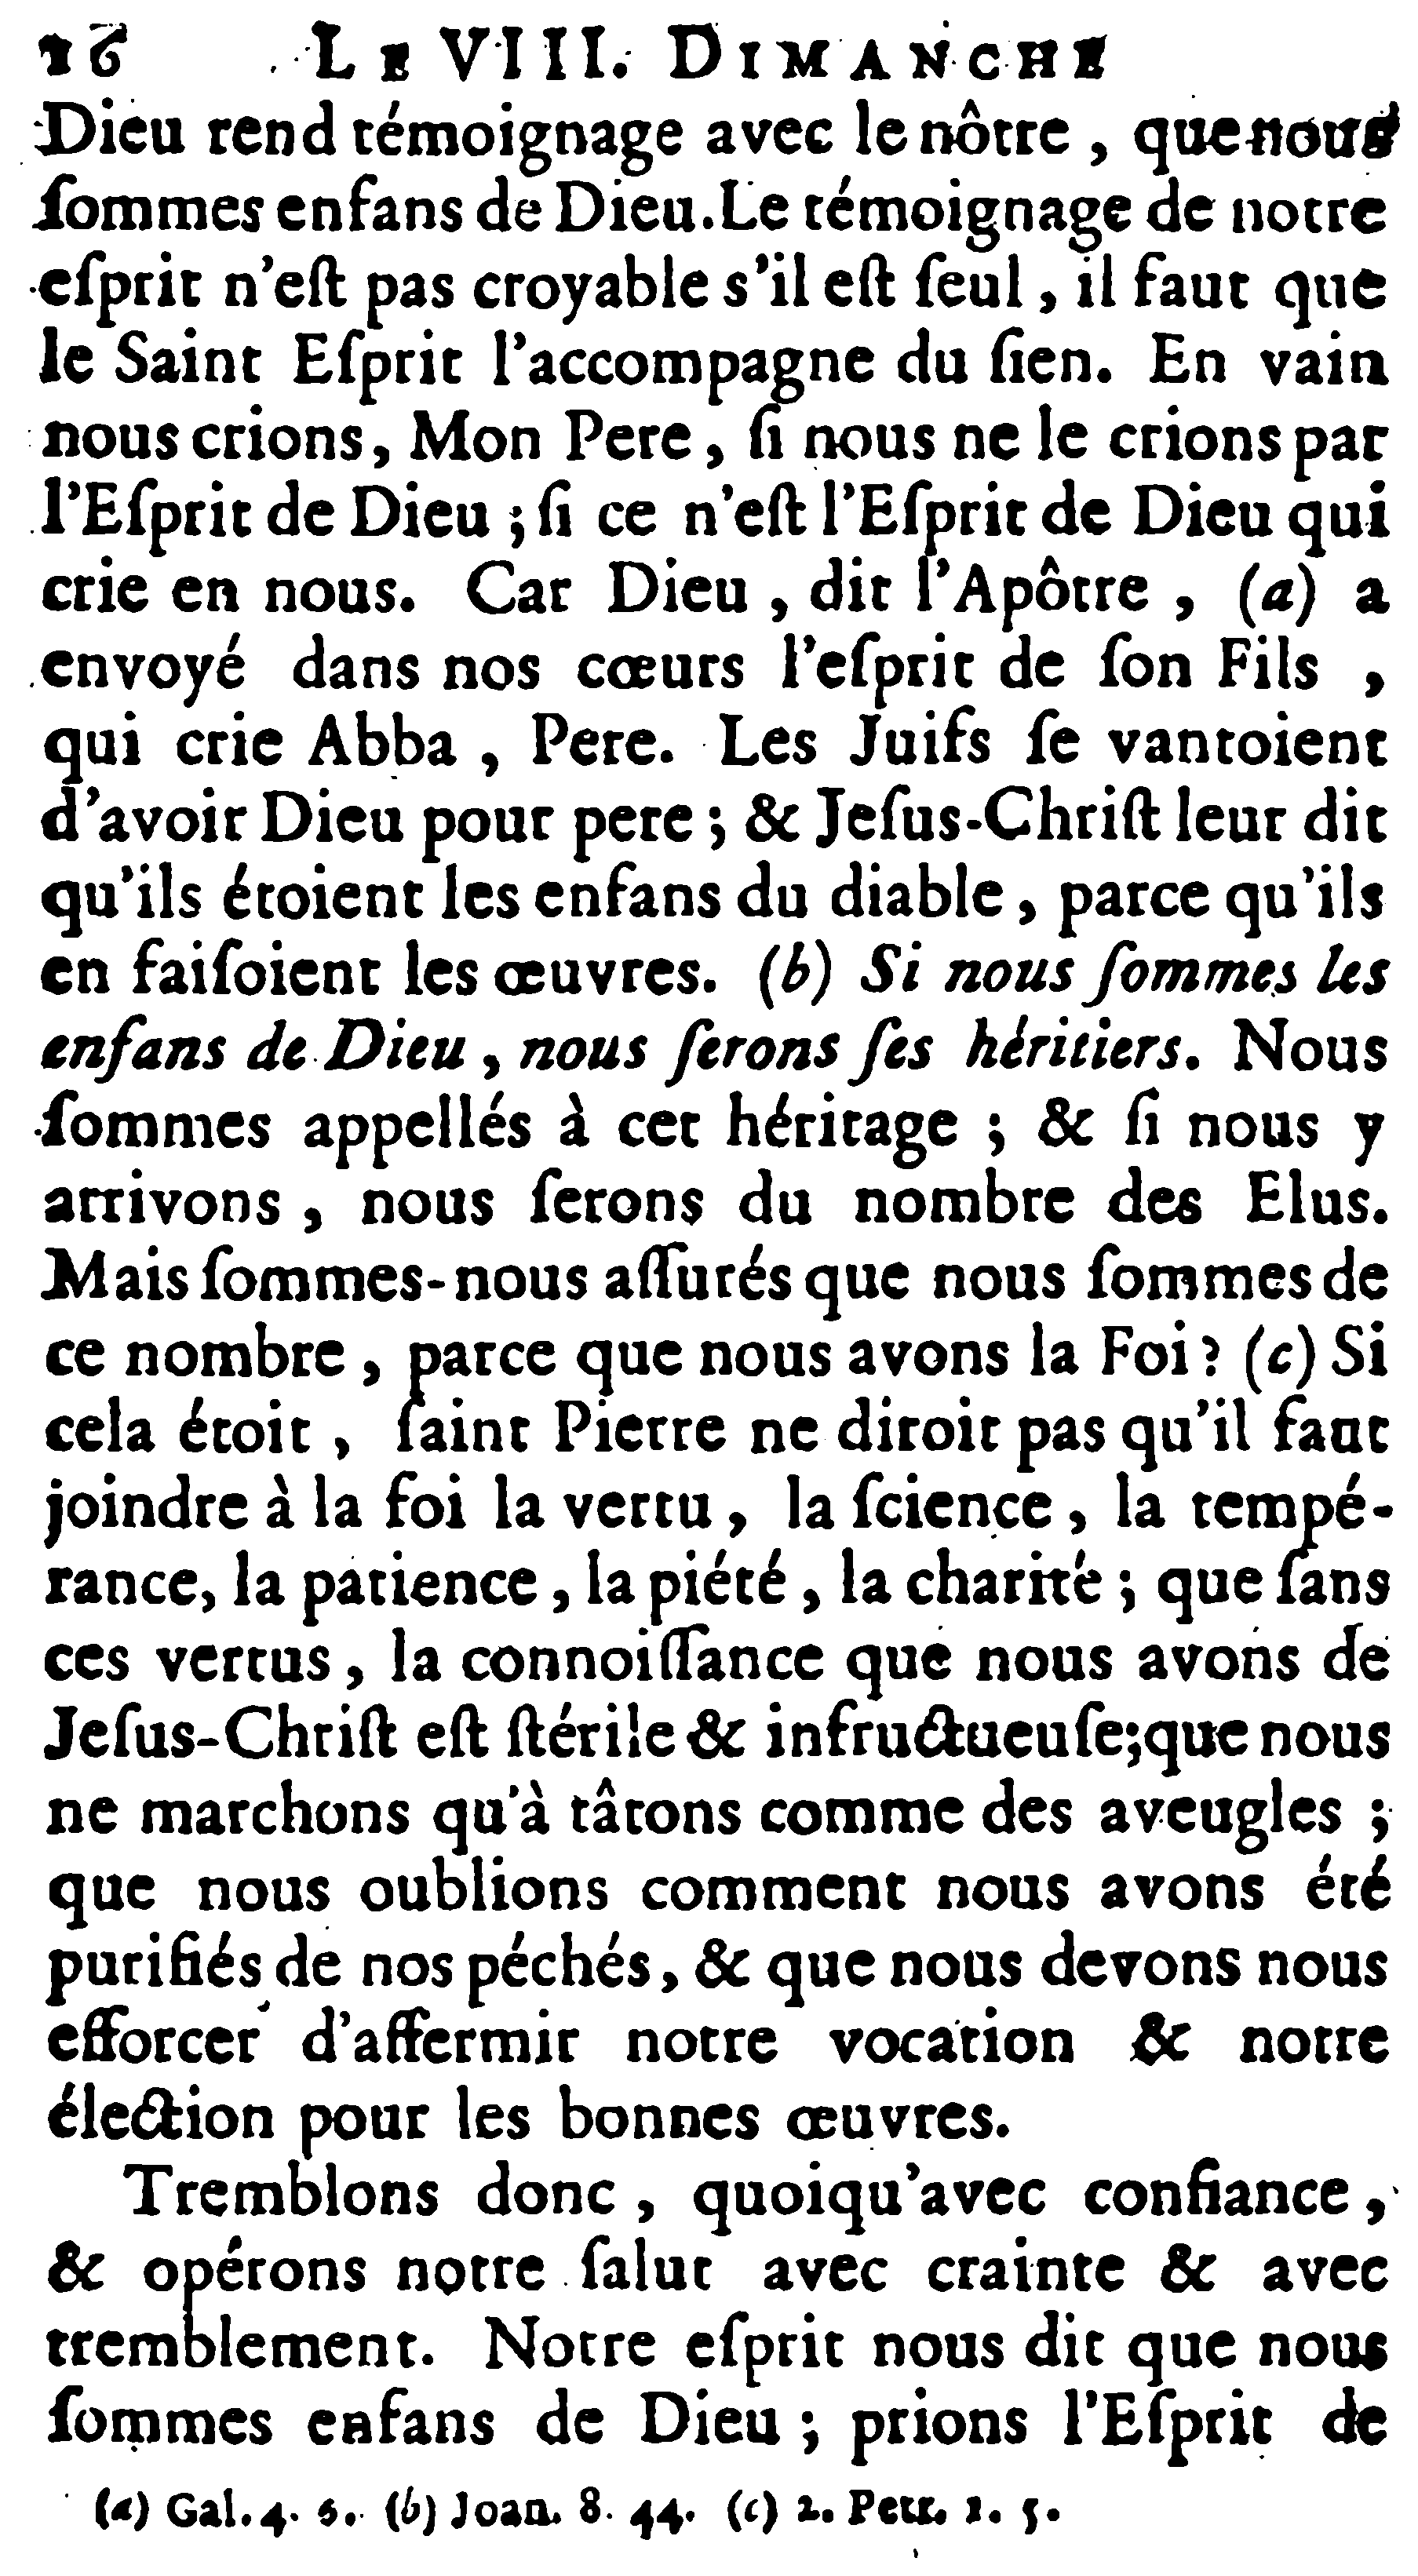 16 LE VIII. DIMANCHE
Dieu rend témoignage avec le nôtre , que nous
ſommes enfans de Dieu. Le témoignage de notre
eſprit n'eſt pas croyable s'il eſt ſeul , il faut que
le Saint Eſprit l'accompagne du ſien. En vain
nous crions, Mon Pere , ſi nous ne le crions par
l'Eſprit de Dieu ; ſi ce n'eſt l'Eſprit de Dieu qui
crie en nous. Car Dieu , dit l'Apôtre , (a) a
envoyé dans nos cœurs l'eſprit de ſon Fils ,
qui crie Abba , Pere. Les Juifs ſe vantoient
d'avoir Dieu pour pere ; & Jeſus-Chriſt leur dit
qu'ils étoient les enfans du diable , parce qu'ils
en faiſoient les œuvres. (b) Si nous ſommes les
enfans de Dieu , nous ſerons ſes héritiers. Nous
ſommes appellés à cet héritage ; & ſi nous y
arrivons , nous ſerons du nombre des Elus.
Mais ſommes-nous aſſurés que nous ſommes de
ce nombre , parce que nous avons la Foi ? (c) Si
cela étoit , ſaint Pierre ne diroit pas qu'il faut
joindre à la foi la vertu , la ſcience , la tempé-
rance, la patience , la piété , la charité ; que ſans
ces vertus , la connoiſſance que nous avons de
Jeſus-Chriſt eſt ſtérile & infructueuſe; que nous
ne marchons qu'à tâtons comme des aveugles ;
que nous oublions comment nous avons été
purifiés de nos péchés, & que nous devons nous
efforcer d'affermir notre vocation & notre
élection pour les bonnes œuvres.
Tremblons donc , quoiqu'avec confiance ,
& opérons notre ſalut avec crainte & avec
tremblement. Notre eſprit nous dit que nous
ſommes enfans de Dieu ; prions l'Eſprit de
(a) Gal. 4. 6. (b) Joan. 8. 44. (c) 2. Petr. 1. 5.